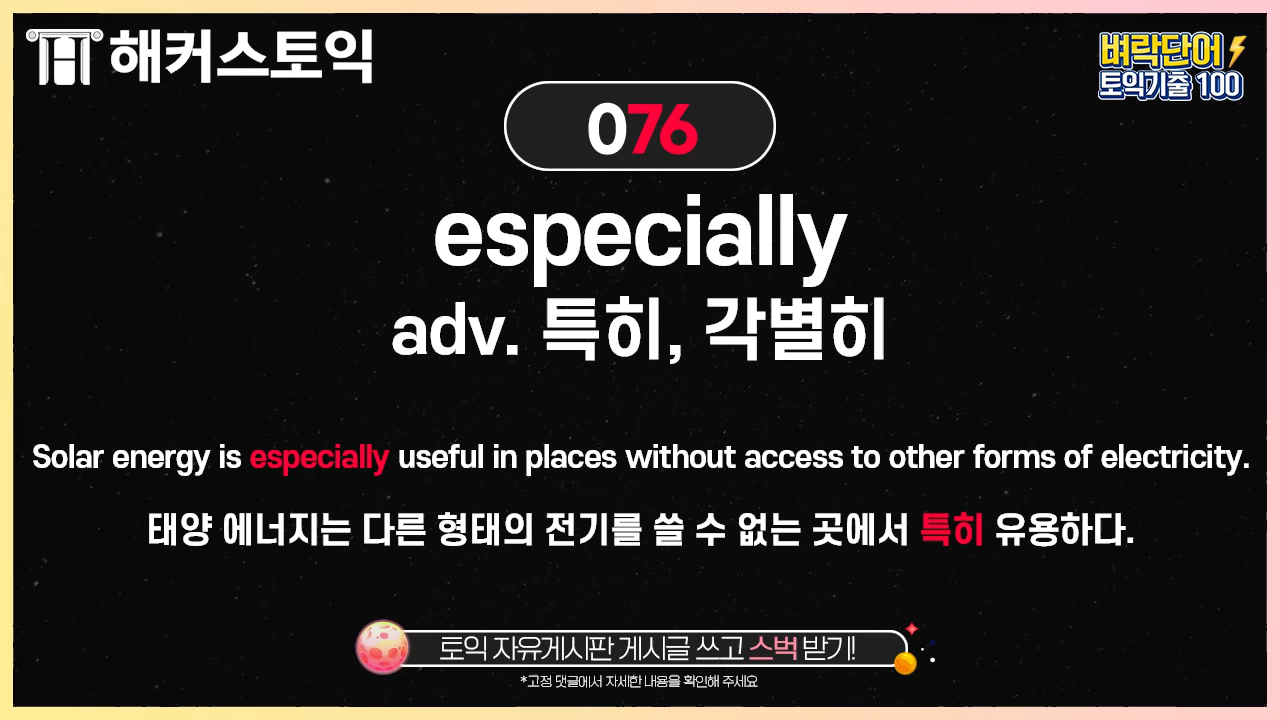 해커스토익
벼락단어
토익기출 100
076
especially
adv. 특히, 각별히
Solar energy is especially useful in places without access to other forms of electricity.
태양 에너지는 다른 형태의 전기를 쓸 수 없는 곳에서 특히 유용하다.
토익 자유게시판 게시글 쓰고 스벅 받기!
*고정 댓글에서 자세한 내용을 확인해 주세요